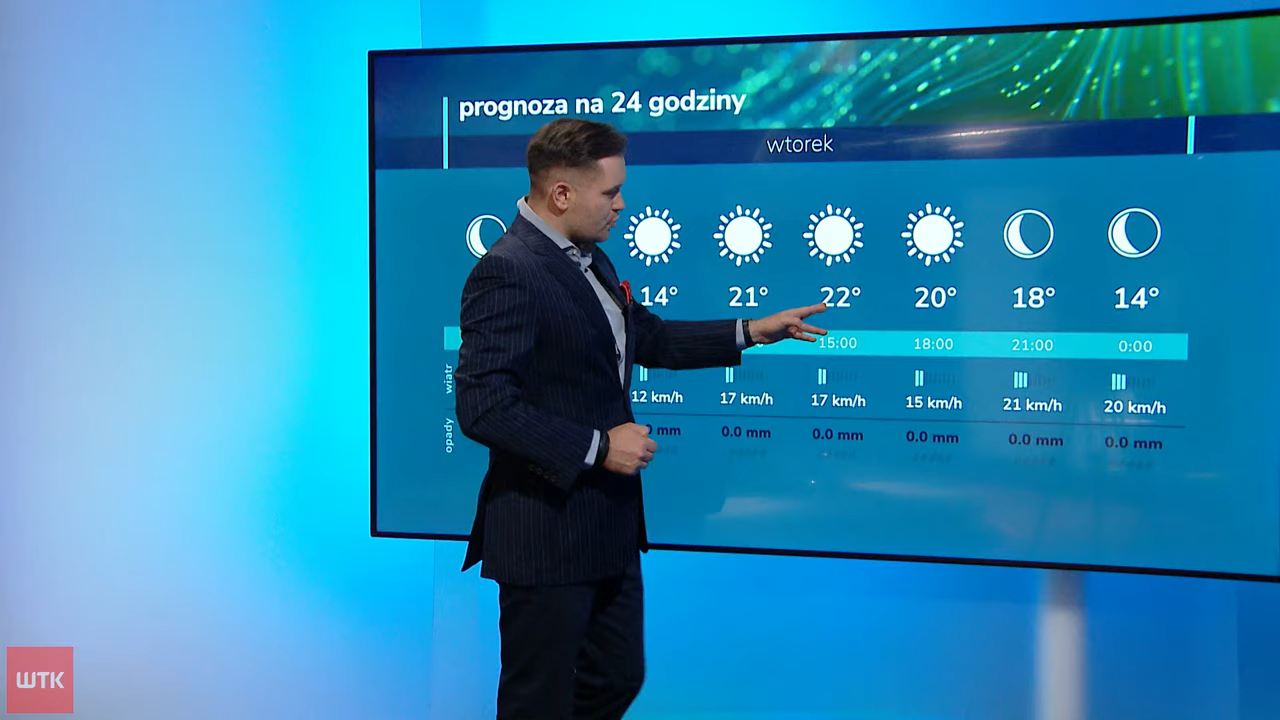 prognoza na 24 godziny
wtorek
14° 21° 22° 20° 18° 14°
15:00 18:00 21:00 0:00
wiatr
12 km/h 17 km/h 17 km/h 15 km/h 21 km/h 20 km/h
opady
mm 0.0 mm 0.0 mm 0.0 mm 0.0 mm 0.0 mm
ШТК